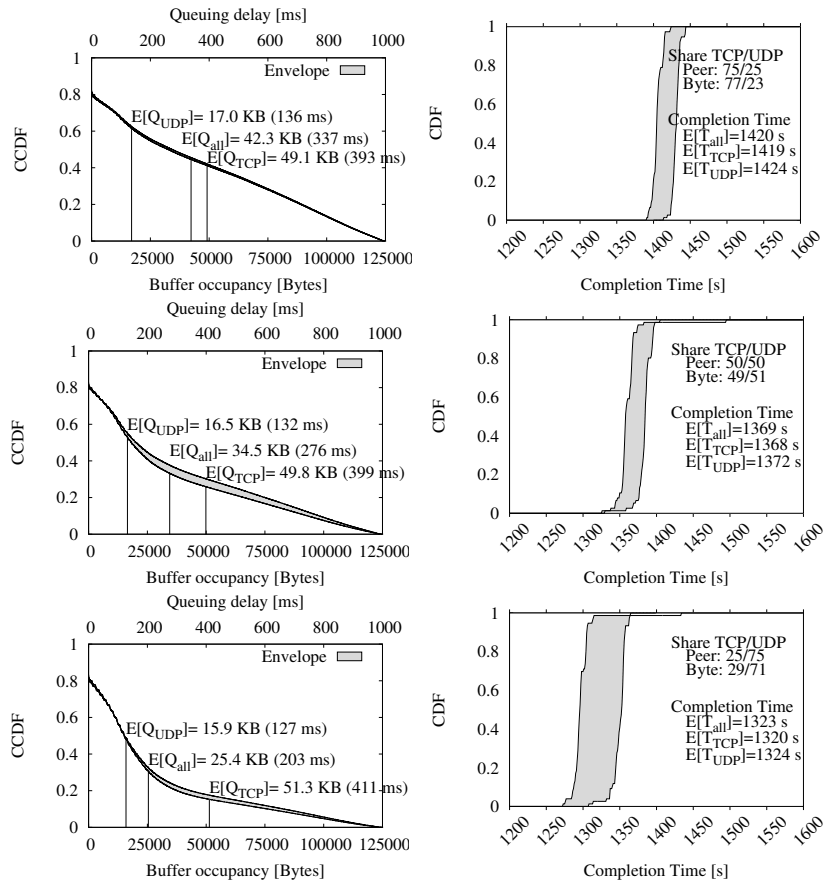 Queuing delay [ms]
0 200 400 600 800 1000
1
0.8
0.6
0.4
0.2
0
CCDF
Envelope
E[Q_UDP]= 17.0 KB (136 ms)
E[Q_all]= 42.3 KB (337 ms)
E[Q_TCP]= 49.1 KB (393 ms)
0 25000 50000 75000 100000 125000
Buffer occupancy [Bytes]
1
0.8
0.6
0.4
0.2
0
CDF
Share TCP/UDP
Peer: 75/25
Byte: 77/23
Completion Time
E[T_all]=1420 s
E[T_TCP]=1419 s
E[T_UDP]=1424 s
1200 1250 1300 1350 1400 1450 1500 1550 1600
Completion Time [s]
Queuing delay [ms]
0 200 400 600 800 1000
1
0.8
0.6
0.4
0.2
0
CCDF
Envelope
E[Q_UDP]= 16.5 KB (132 ms)
E[Q_all]= 34.5 KB (276 ms)
E[Q_TCP]= 49.8 KB (399 ms)
0 25000 50000 75000 100000 125000
Buffer occupancy [Bytes]
1
0.8
0.6
0.4
0.2
0
CDF
Share TCP/UDP
Peer: 50/50
Byte: 49/51
Completion Time
E[T_all]=1369 s
E[T_TCP]=1368 s
E[T_UDP]=1372 s
1200 1250 1300 1350 1400 1450 1500 1550 1600
Completion Time [s]
Queuing delay [ms]
0 200 400 600 800 1000
1
0.8
0.6
0.4
0.2
0
CCDF
Envelope
E[Q_UDP]= 15.9 KB (127 ms)
E[Q_all]= 25.4 KB (203 ms)
E[Q_TCP]= 51.3 KB (411 ms)
0 25000 50000 75000 100000 125000
Buffer occupancy [Bytes]
1
0.8
0.6
0.4
0.2
0
CDF
Share TCP/UDP
Peer: 25/75
Byte: 29/71
Completion Time
E[T_all]=1323 s
E[T_TCP]=1320 s
E[T_UDP]=1324 s
1200 1250 1300 1350 1400 1450 1500 1550 1600
Completion Time [s]